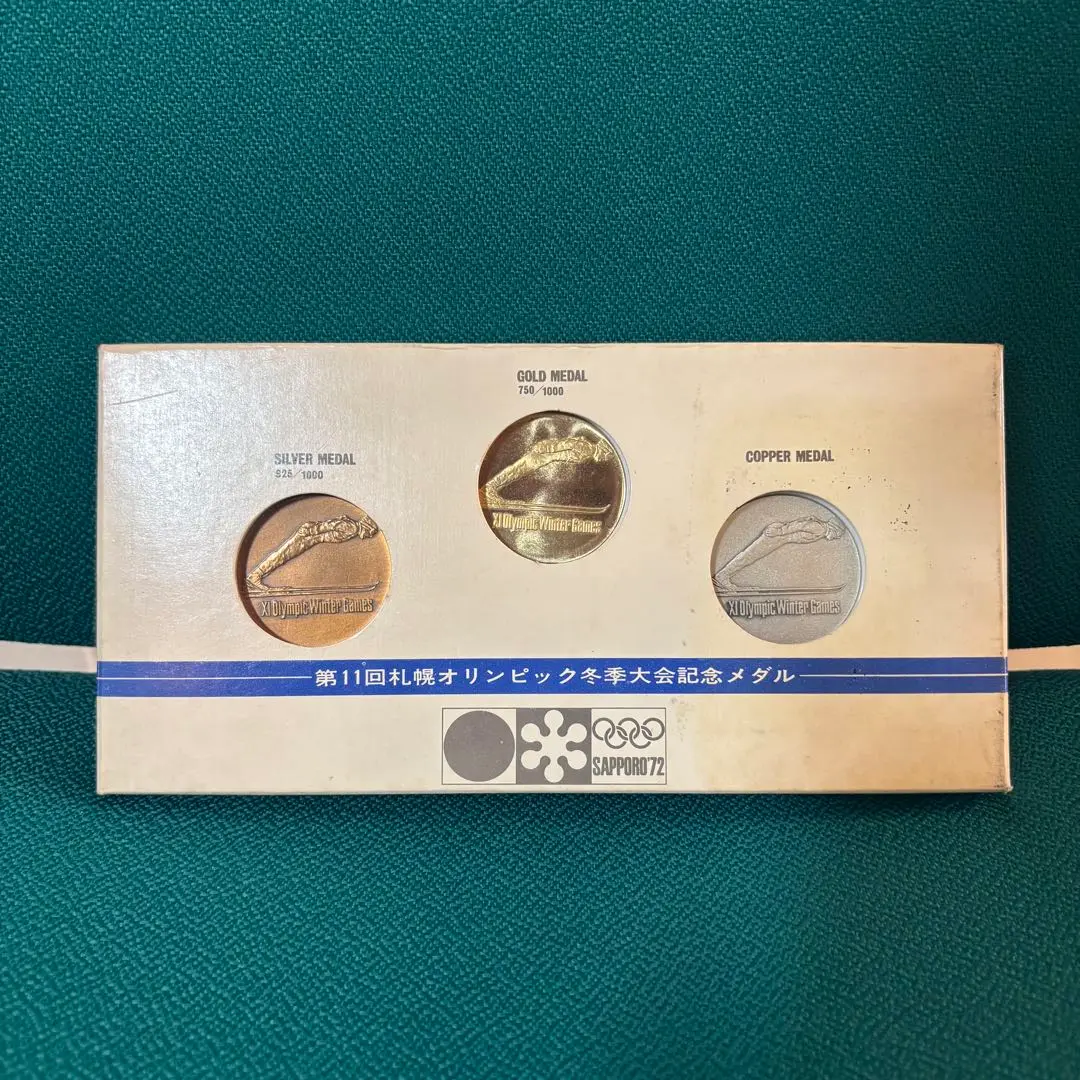 GOLD MEDAL
750/1000
SILVER MEDAL
925/1000
COPPER MEDAL
XI Olympic Winter Games
XI Olympic Winter Games
XI Olympic Winter Games
第11回札幌オリンピック冬季大会記念メダル
SAPPORO'72